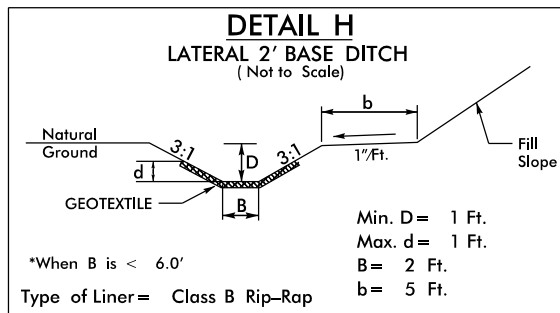 DETAIL H
LATERAL 2' BASE DITCH
( Not to Scale)
b
Natural
Ground
3:1
D
3:1
1"/Ft.
Fill
Slope
d
GEOTEXTILE
B
Min. D = 1 Ft.
Max. d = 1 Ft.
*When B is < 6.0'
B = 2 Ft.
b = 5 Ft.
Type of Liner = Class B Rip-Rap